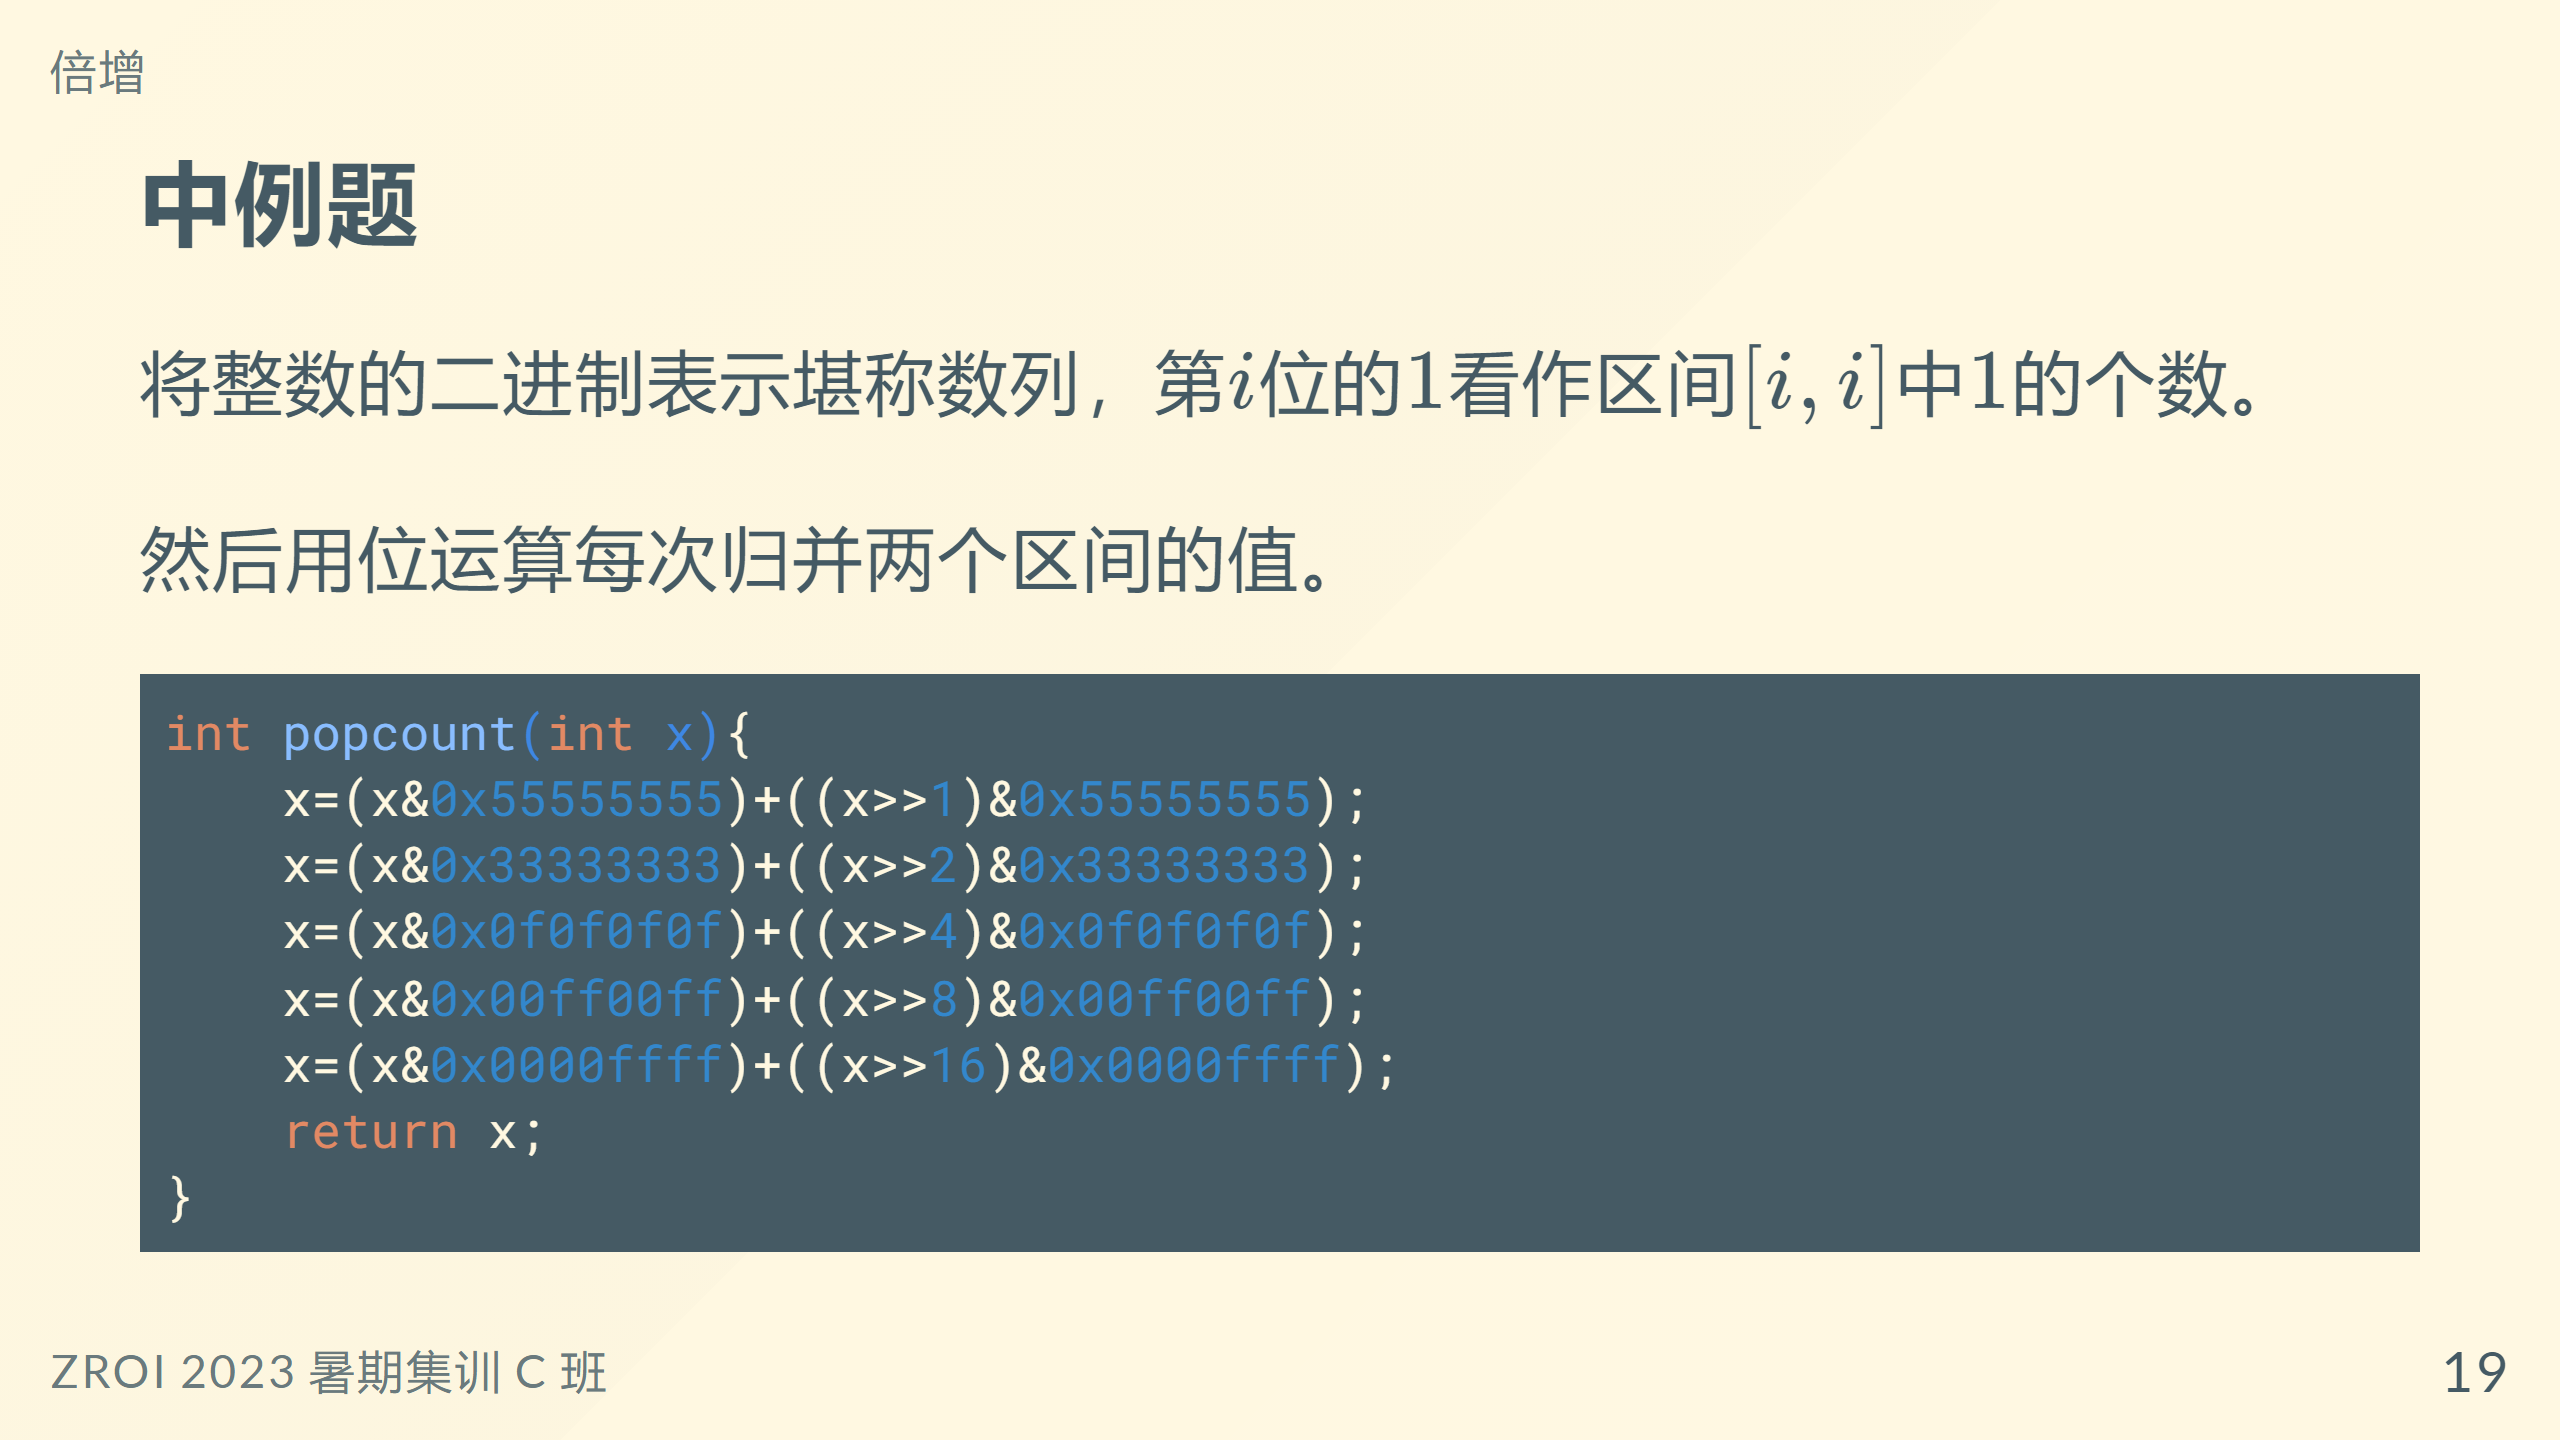 倍增
中例题
将整数的二进制表示堪称数列，第i位的1看作区间[i, i]中1的个数。
然后用位运算每次归并两个区间的值。
int popcount(int x){
    x=(x&0x55555555)+((x>>1)&0x55555555);
    x=(x&0x33333333)+((x>>2)&0x33333333);
    x=(x&0x0f0f0f0f)+((x>>4)&0x0f0f0f0f);
    x=(x&0x00ff00ff)+((x>>8)&0x00ff00ff);
    x=(x&0x0000ffff)+((x>>16)&0x0000ffff);
    return x;
}
ZROI 2023 暑期集训 C 班
19